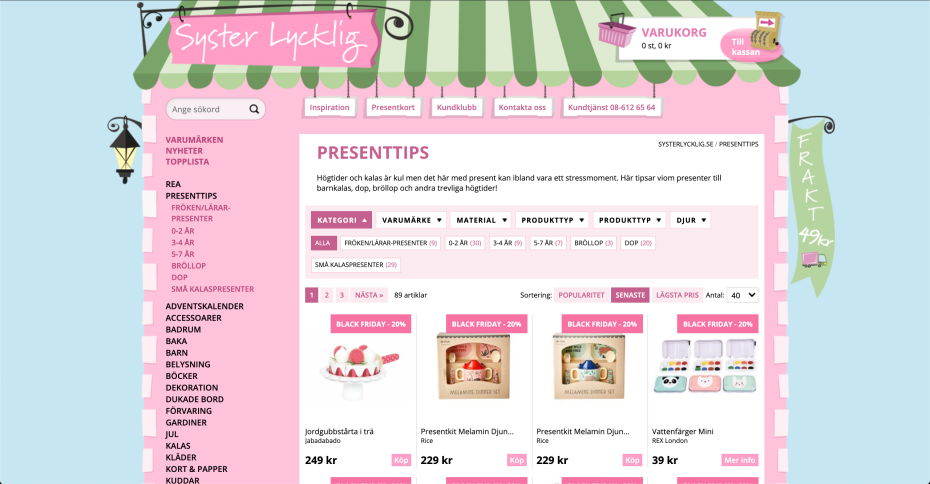 Syster Lycklig
VARUKORG
0 st, 0 kr
Till
kassan
Ange sökord
Inspiration
Presentkort
Kundklubb
Kontakta oss
Kundtjänst 08-612 65 64
FRAKT
49kr
VARUMÄRKEN
NYHETER
TOPPLISTA
REA
PRESENTTIPS
FRÖKEN/LÄRAR-
PRESENTER
0-2 ÅR
3-4 ÅR
5-7 ÅR
BRÖLLOP
DOP
SMÅ KALASPRESENTER
ADVENTSKALENDER
ACCESSOARER
BADRUM
BAKA
BARN
BELYSNING
BÖCKER
DEKORATION
DUKADE BORD
FÖRVARING
GARDINER
JUL
KALAS
KLÄDER
KORT & PAPPER
KUDDAR
SYSTERLYCKLIG.SE / PRESENTTIPS
PRESENTTIPS
Högtider och kalas är kul men det här med present kan ibland vara ett stressmoment. Här tipsar viom presenter till
barnkalas, dop, bröllop och andra trevliga högtider!
KATEGORI VARUMÄRKE MATERIAL PRODUKTTYP PRODUKTTYP DJUR
ALLA FRÖKEN/LÄRAR-PRESENTER (9) 0-2 ÅR (30) 3-4 ÅR (9) 5-7 ÅR (7) BRÖLLOP (3) DOP (20)
SMÅ KALASPRESENTER (29)
1 2 3 NÄSTA » 89 artiklar Sortering: POPULARITET SENASTE LÄGSTA PRIS Antal: 40
BLACK FRIDAY - 20% BLACK FRIDAY - 20% BLACK FRIDAY - 20% BLACK FRIDAY - 20%
MELAMINE DINNER SET MELAMINE DINNER SET
Jordgubbstårta i trä
Jabadabado
249 kr Köp
Presentkit Melamin Djun...
Rice
229 kr Köp
Presentkit Melamin Djun...
Rice
229 kr Köp
Vattenfärger Mini
REX London
39 kr Mer info